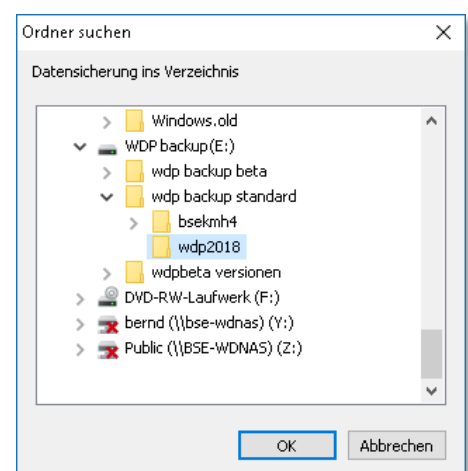 Ordner suchen
Datensicherung ins Verzeichnis
Windows.old
WDP backup(E:)
wdp backup beta
wdp backup standard
bsekmh4
wdp2018
wdpbeta versionen
DVD-RW-Laufwerk (F:)
bernd (\\bse-wdnas) (Y:)
Public (\\BSE-WDNAS) (Z:)
OK Abbrechen